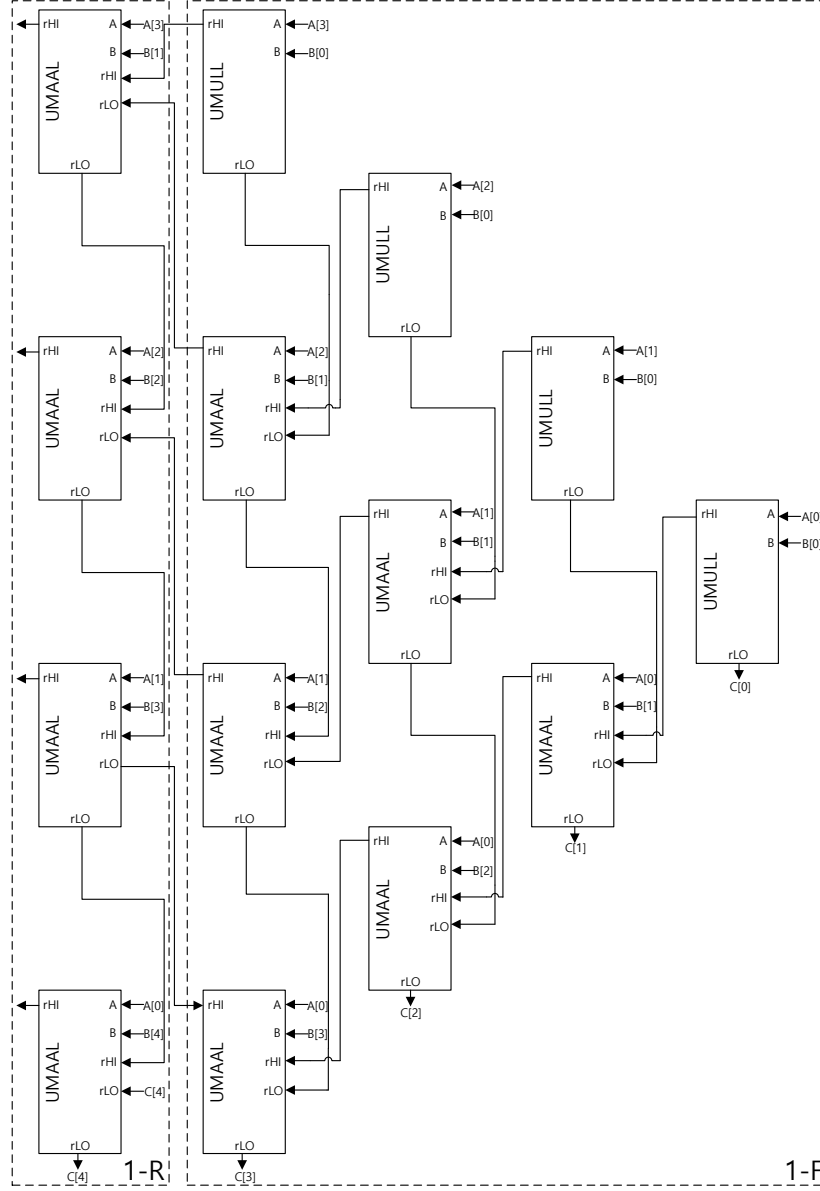 rHI A A[3]
B B[1]
rHI
rLO
UMAAL
rLO
A A[3]
B B[0]
UMULL
rLO
rHI
rHI A A[2]
B B[0]
UMULL
rLO
rHI A A[2]
B B[2]
rHI
rLO
UMAAL
rLO
rHI A A[2]
B B[1]
rHI
rLO
UMAAL
rLO
rHI A A[1]
B B[0]
UMULL
rLO
rHI A A[1]
B B[1]
rHI
rLO
UMAAL
rLO
rHI A A[0]
B B[0]
UMULL
rLO
C[0]
rHI A A[1]
B B[3]
rHI
rLO
UMAAL
rLO
rHI A A[1]
B B[2]
rHI
rLO
UMAAL
rLO
rHI A A[0]
B B[1]
rHI
rLO
UMAAL
rLO
C[1]
rHI A A[0]
B B[2]
rHI
rLO
UMAAL
rLO
C[2]
rHI A A[0]
B B[4]
rHI
rLO C[4]
UMAAL
rLO
C[4]
1-R
rHI A A[0]
B B[3]
rHI
rLO
UMAAL
rLO
C[3]